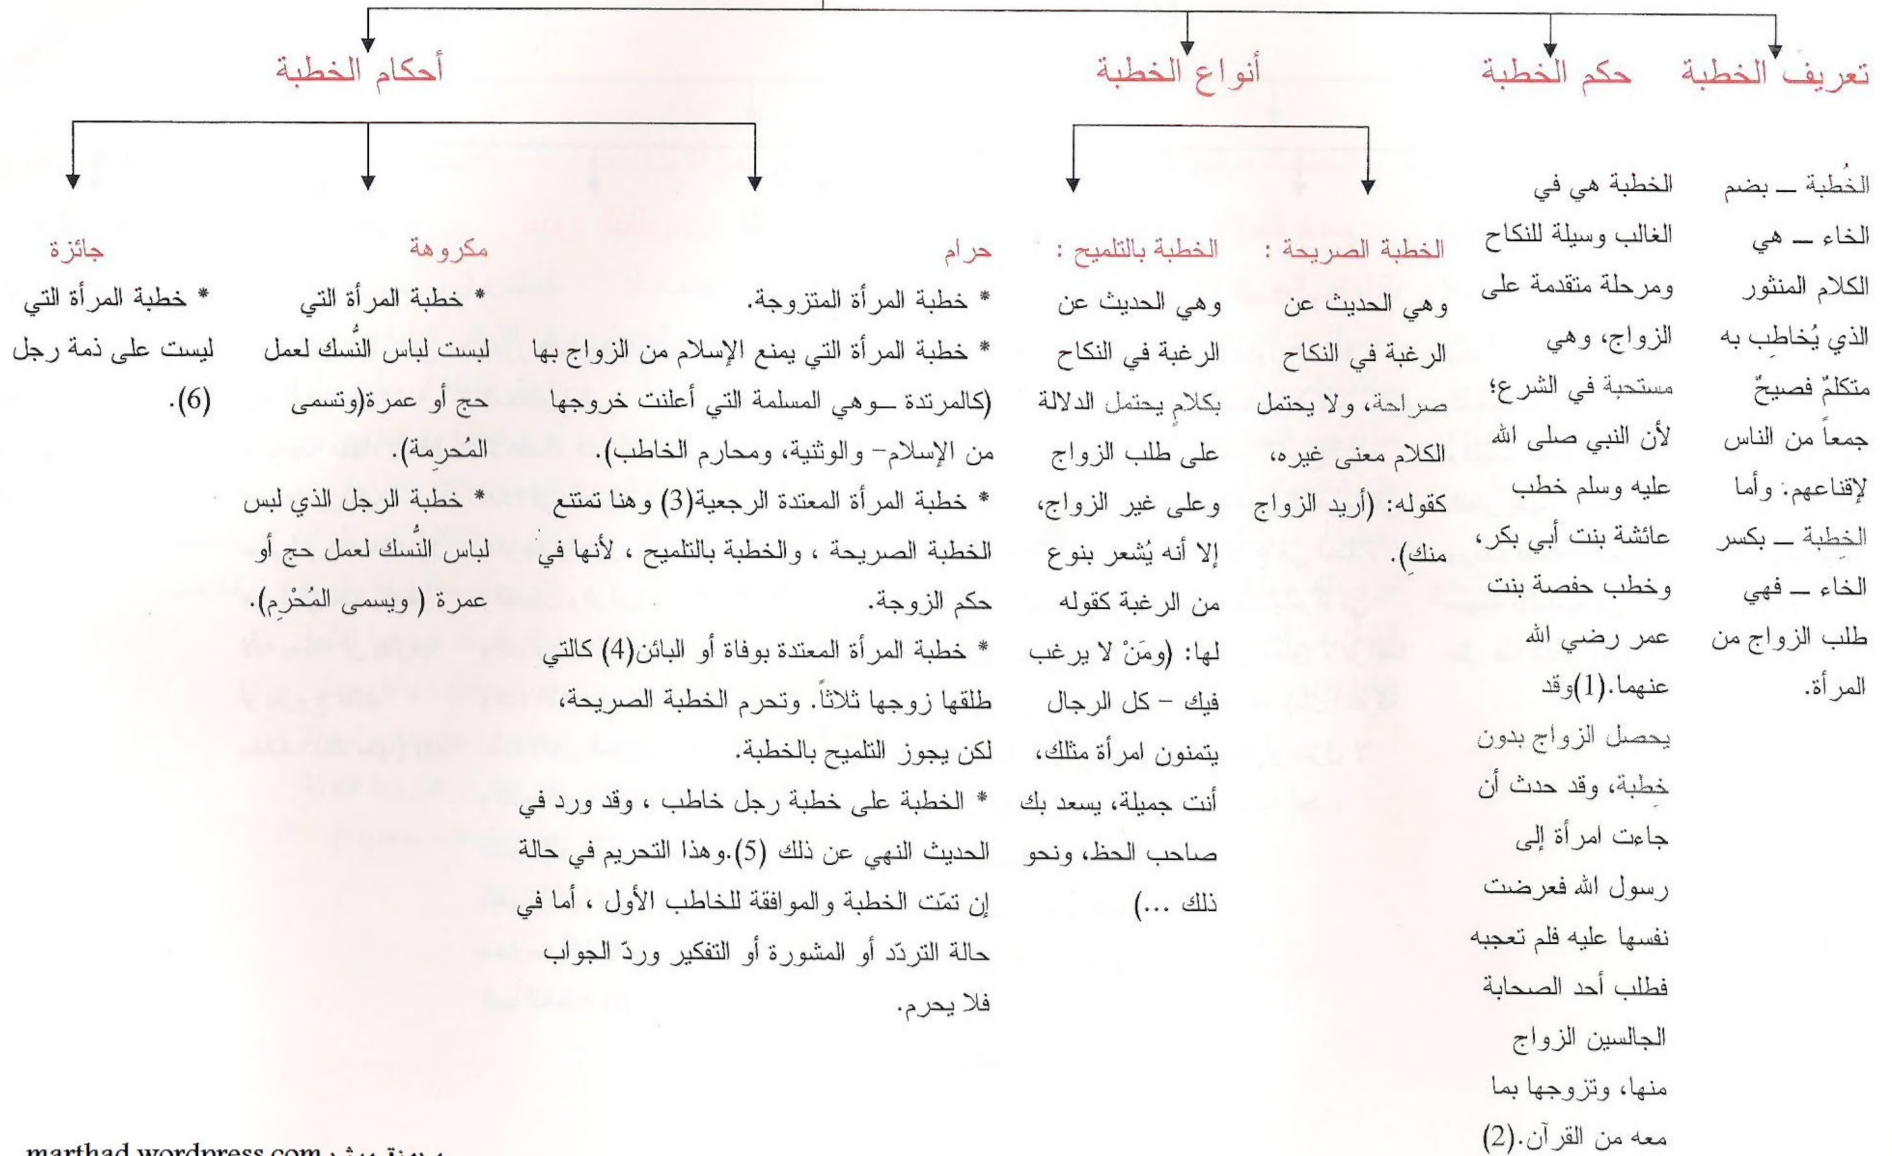 تعريف الخطبة
حكم الخطبة
أنواع الخطبة
أحكام الخطبة
الخُطبة ــ بضم
الخاء ــ هي
الكلام المنثور
الذي يُخاطِب به
متكلمٌ فصيحٌ
جمعاً من الناس
لإقناعهم. وأما
الخِطبة ــ بكسر
الخاء ــ فهي
طلب الزواج من
المرأة.
الخطبة هي في
الغالب وسيلة للنكاح
ومرحلة متقدمة على
الزواج، وهي
مستحبة في الشرع؛
لأن النبي صلى الله
عليه وسلم خطب
عائشة بنت أبي بكر،
وخطب حفصة بنت
عمر رضي الله
عنهما.(1)وقد
يحصل الزواج بدون
خِطبة، وقد حدث أن
جاءت امرأة إلى
رسول الله فعرضت
نفسها عليه فلم تعجبه
فطلب أحد الصحابة
الجالسين الزواج
منها، وتزوجها بما
معه من القرآن.(2)
الخطبة الصريحة :
وهي الحديث عن
الرغبة في النكاح
صراحة، ولا يحتمل
الكلام معنى غيره،
كقوله: (أريد الزواج
منكِ).
الخطبة بالتلميح :
وهي الحديث عن
الرغبة في النكاح
بكلامٍ يحتمل الدلالة
على طلب الزواج
وعلى غير الزواج،
إلا أنه يُشعر بنوع
من الرغبة كقوله
لها: (ومَنْ لا يرغب
فيك – كل الرجال
يتمنون امرأة مثلك،
أنت جميلة، يسعد بك
صاحب الحظ، ونحو
ذلك ...)
حرام
* خطبة المرأة المتزوجة.
* خطبة المرأة التي يمنع الإسلام من الزواج بها
(كالمرتدة ــوهي المسلمة التي أعلنت خروجها
من الإسلام– والوثنية، ومحارم الخاطب).
* خطبة المرأة المعتدة الرجعية(3) وهنا تمتنع
الخطبة الصريحة ، والخطبة بالتلميح ، لأنها في
حكم الزوجة.
* خطبة المرأة المعتدة بوفاة أو البائن(4) كالتي
طلقها زوجها ثلاثاً. وتحرم الخطبة الصريحة،
لكن يجوز التلميح بالخطبة.
* الخطبة على خطبة رجل خاطب ، وقد ورد في
الحديث النهي عن ذلك (5).وهذا التحريم في حالة
إن تمّت الخطبة والموافقة للخاطب الأول ، أما في
حالة التردّد أو المشورة أو التفكير وردّ الجواب
فلا يحرم.
مكروهة
* خطبة المرأة التي
لبست لباس النُّسك لعمل
حج أو عمرة(وتسمى
المُحرِمة).
* خطبة الرجل الذي لبس
لباس النُّسك لعمل حج أو
عمرة ( ويسمى المُحْرِم).
جائزة
* خطبة المرأة التي
ليست على ذمة رجل
(6).
marthad.wordpress.com